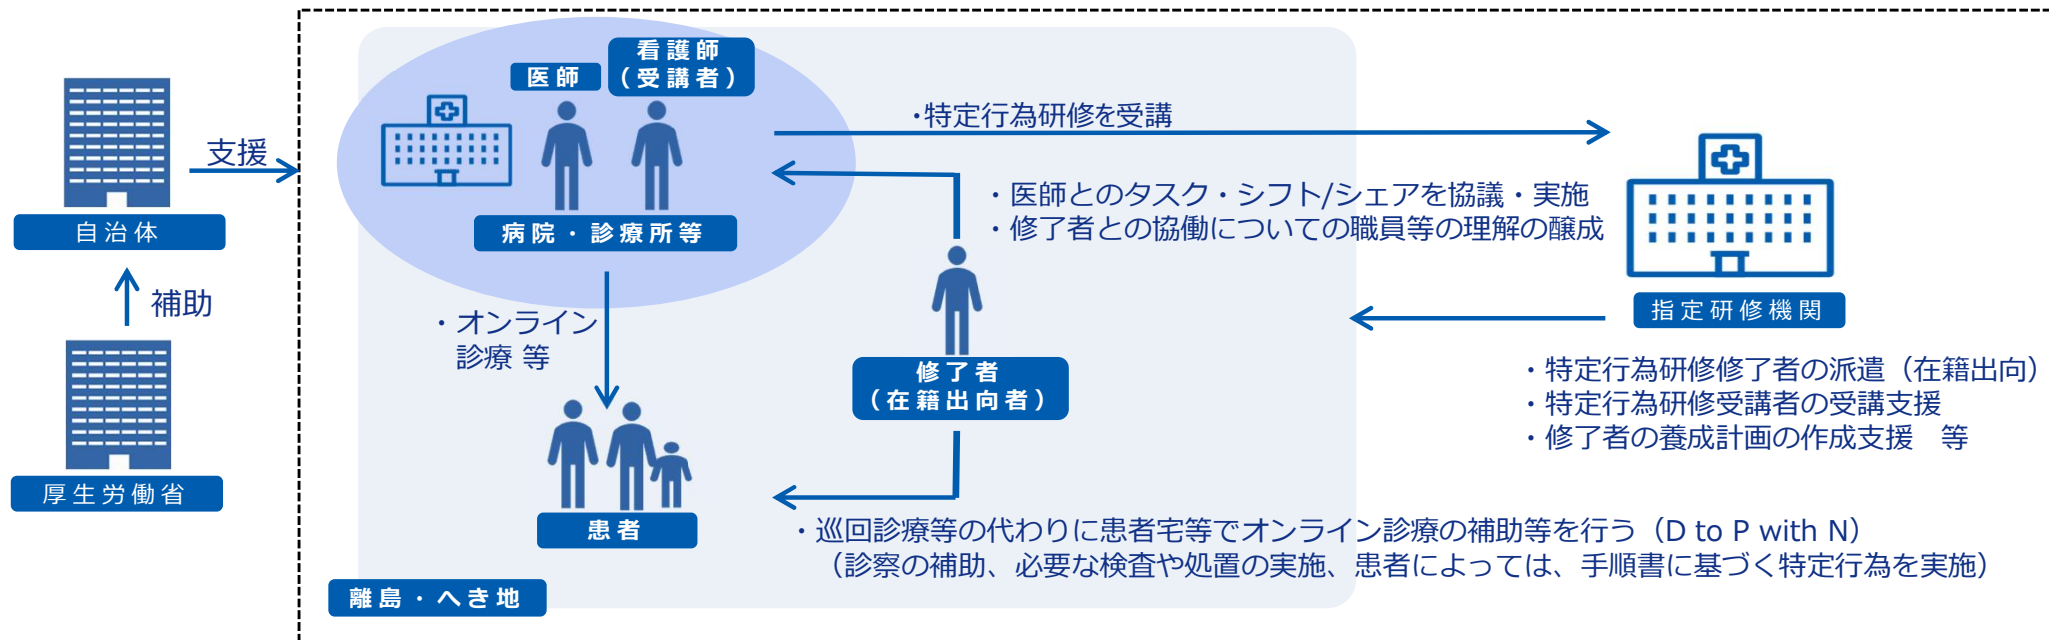 看護師
（受講者）
医師
・特定行為研修を受講
支援
・医師とのタスク・シフト/シェアを協議・実施
・修了者との協働についての職員等の理解の醸成
自治体
病院・診療所等
補助
指定研修機関
・オンライン
診療 等
修了者
（在籍出向者）
・特定行為研修修了者の派遣（在籍出向）
・特定行為研修受講者の受講支援
・修了者の養成計画の作成支援　等
厚生労働省
患者
・巡回診療等の代わりに患者宅等でオンライン診療の補助等を行う（D to P with N）
（診察の補助、必要な検査や処置の実施、患者によっては、手順書に基づく特定行為を実施）
離島・へき地